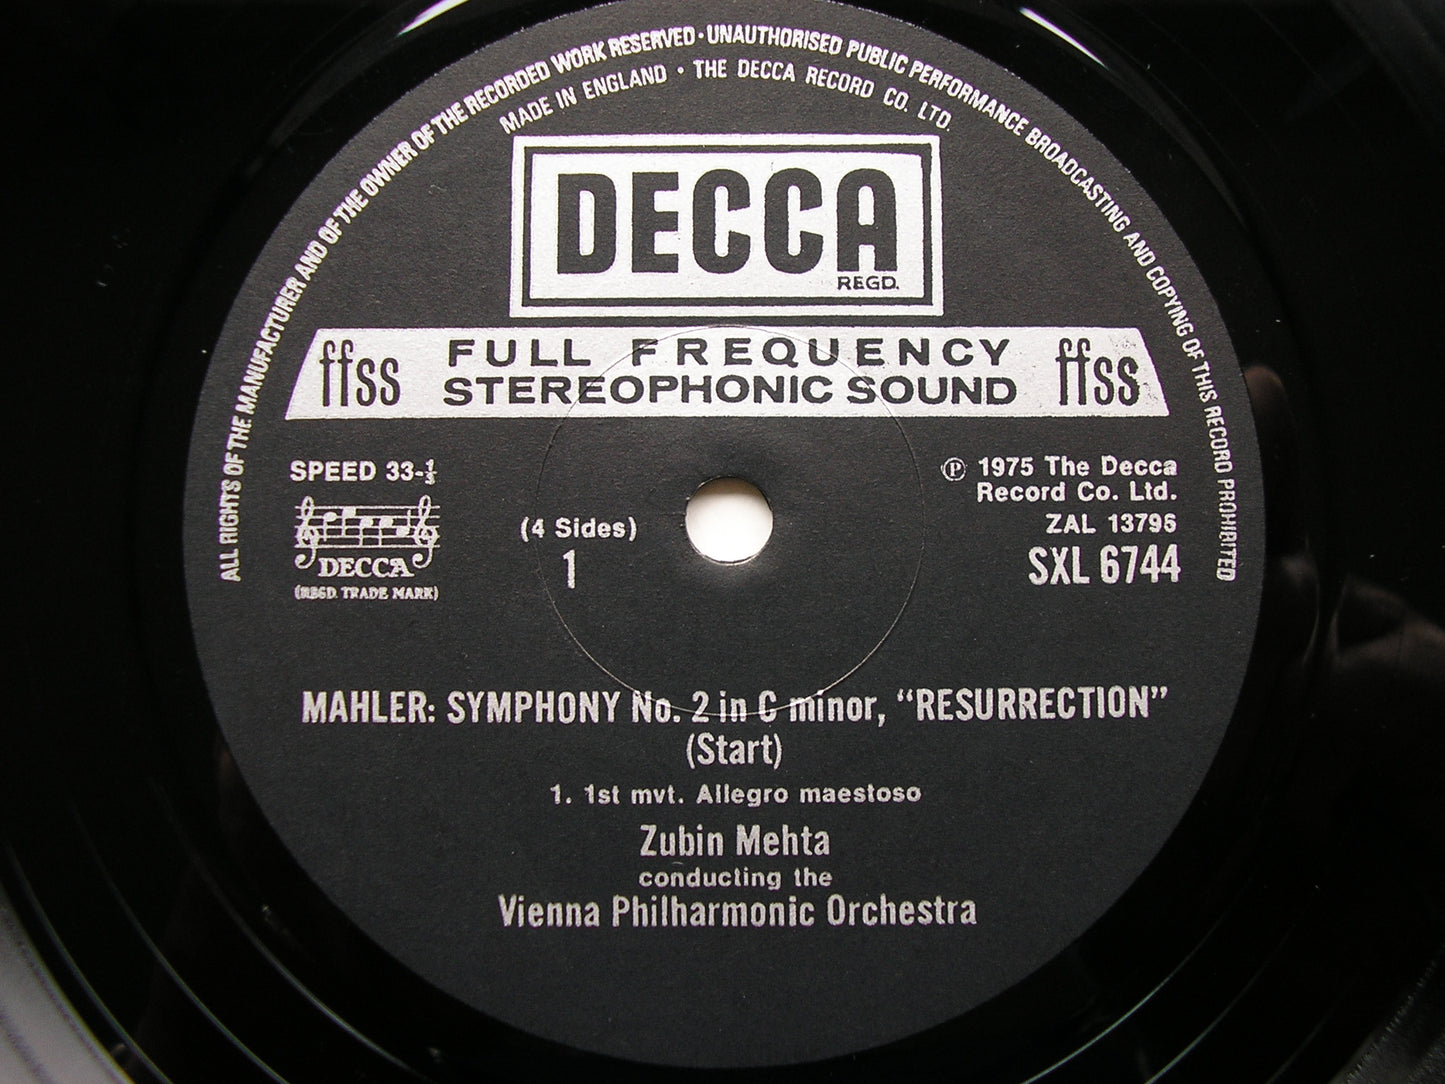 ALL RIGHTS OF THE MANUFACTURER AND OF THE OWNER OF THE RECORDED WORK RESERVED · UNAUTHORISED PUBLIC PERFORMANCE BROADCASTING AND COPYING OF THIS RECORD PROHIBITED
MADE IN ENGLAND · THE DECCA RECORD CO. LTD.
DECCA
REGD.
ffss FULL FREQUENCY STEREOPHONIC SOUND ffss
SPEED 33-⅓
DECCA
(REGD. TRADE MARK)
(4 Sides)
1
℗ 1975 The Decca
Record Co. Ltd.
ZAL 13796
SXL 6744
MAHLER: SYMPHONY No. 2 in C minor, "RESURRECTION"
(Start)
1. 1st mvt. Allegro maestoso
Zubin Mehta
conducting the
Vienna Philharmonic Orchestra